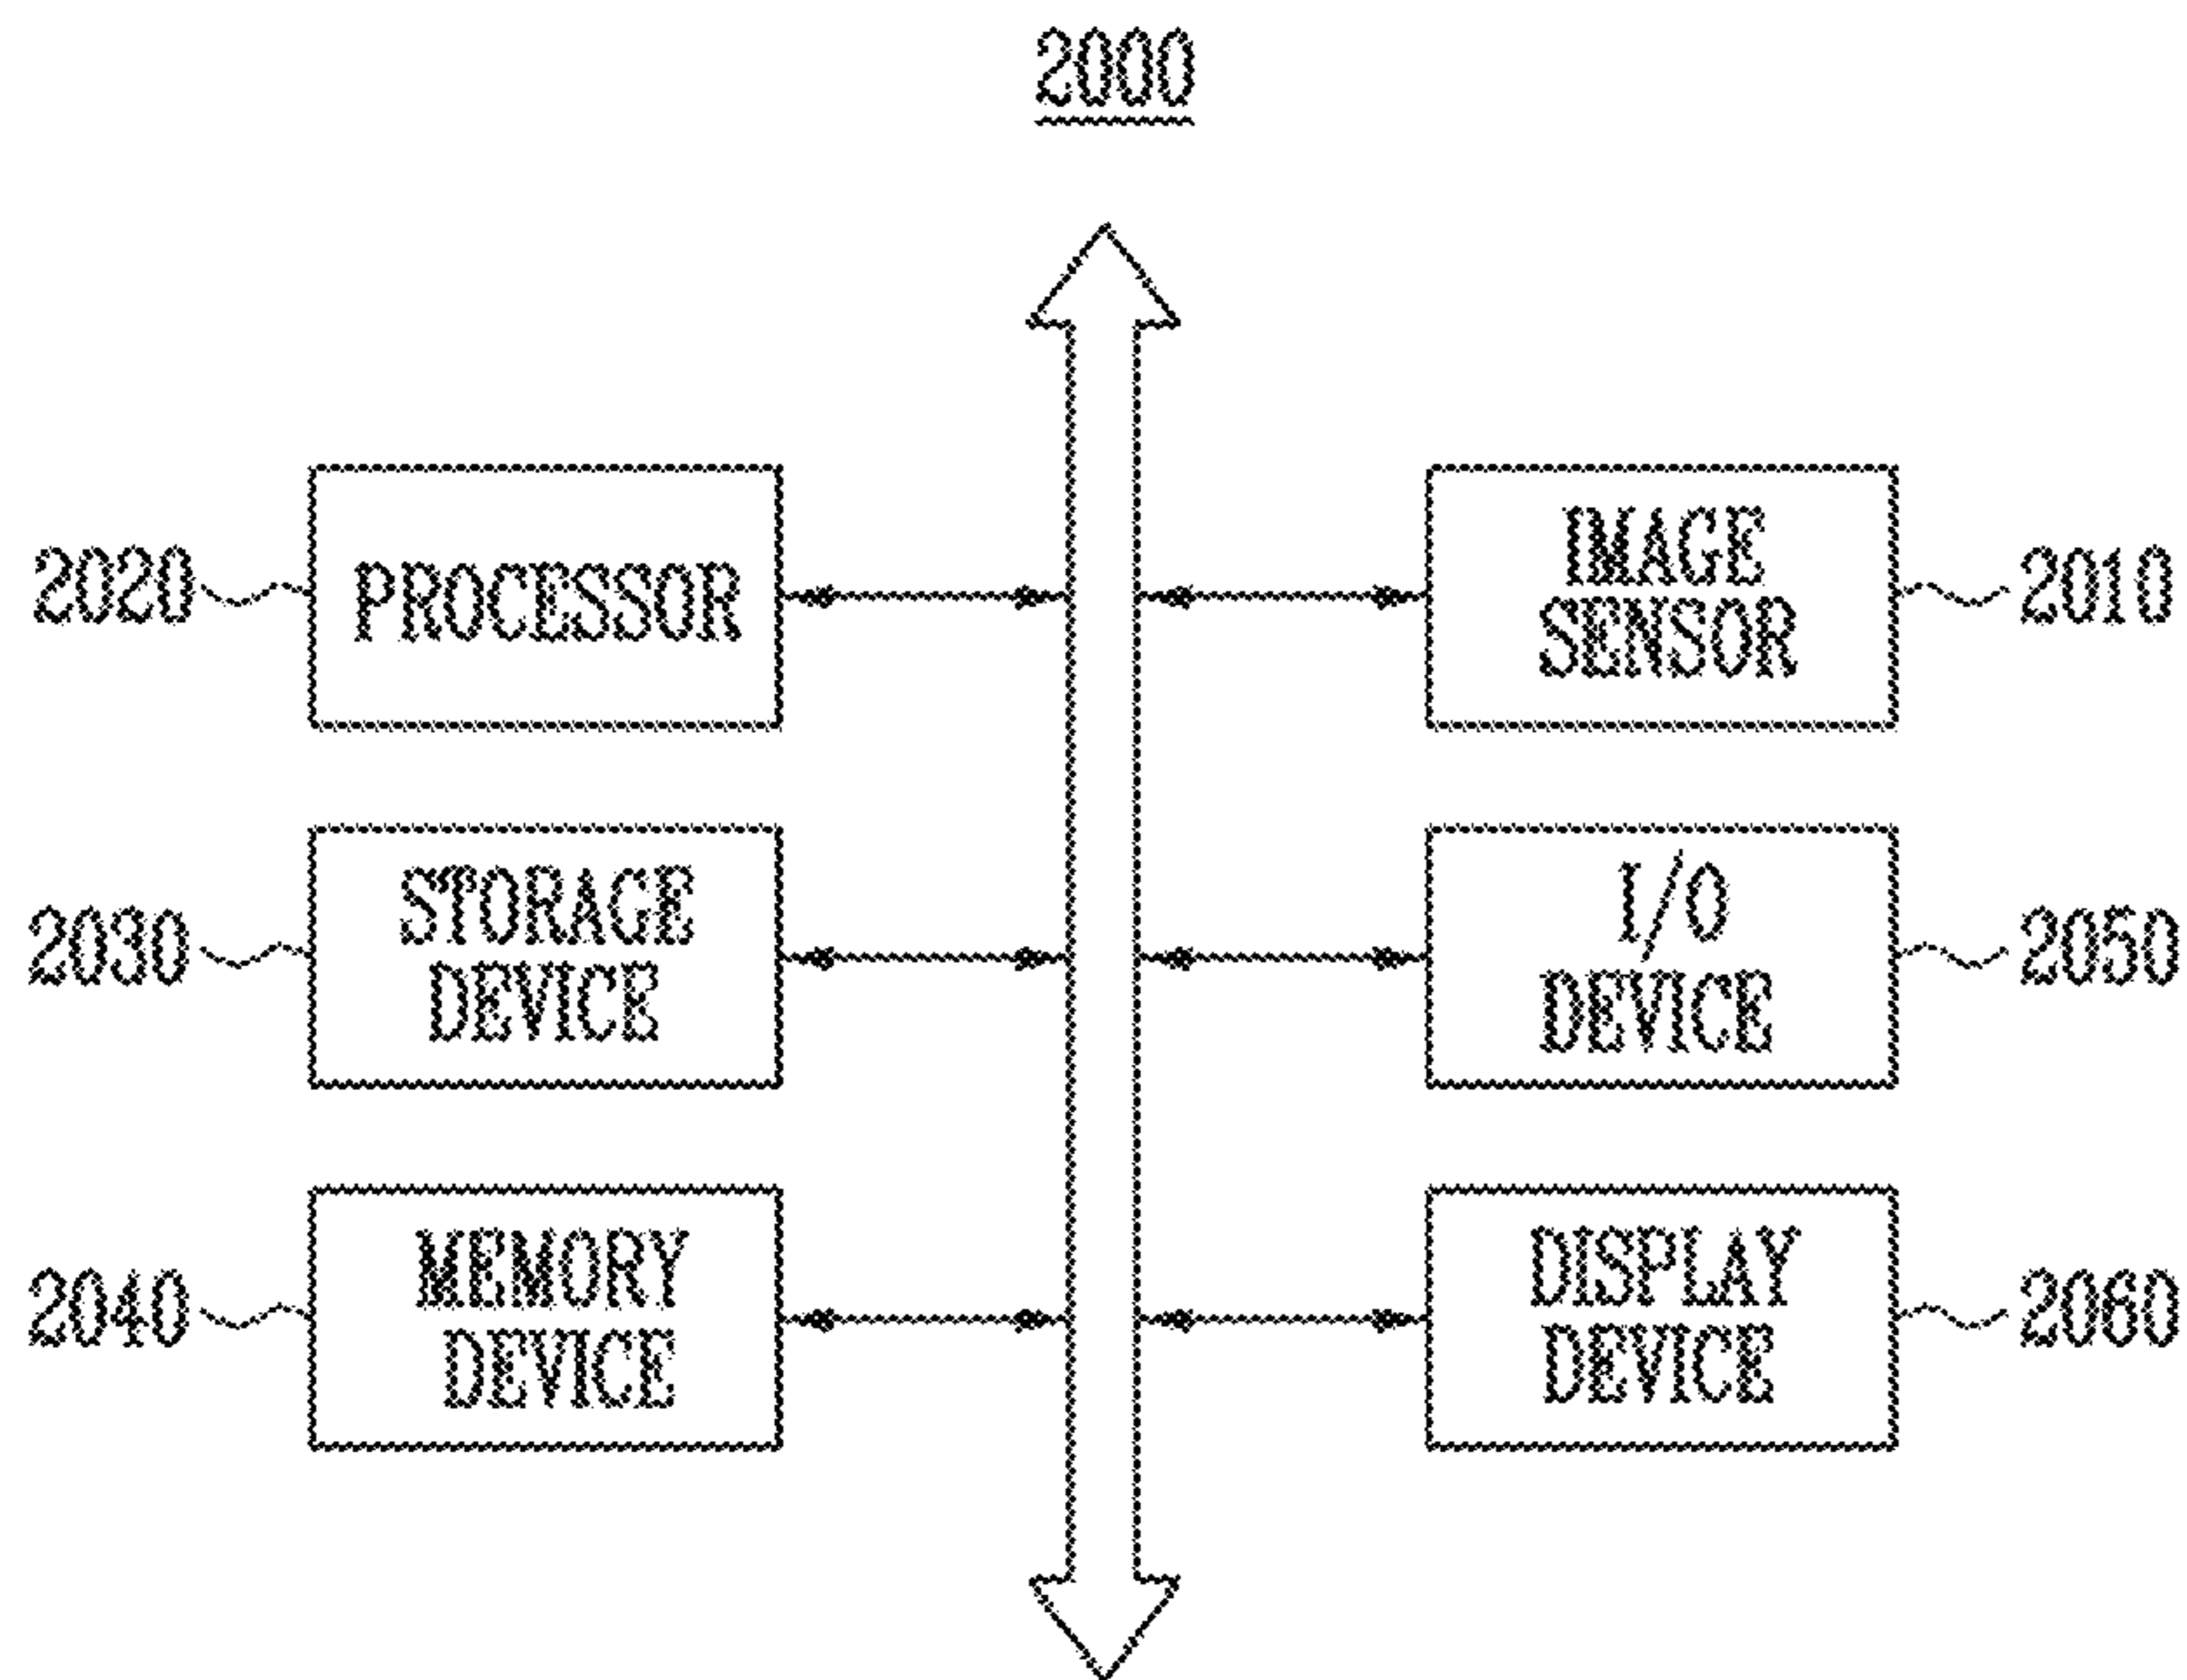 2000
2020 PROCESSOR
IMAGE
SENSOR 2010
2030 STORAGE
DEVICE
I/O
DEVICE 2050
2040 MEMORY
DEVICE
DISPLAY
DEVICE 2060